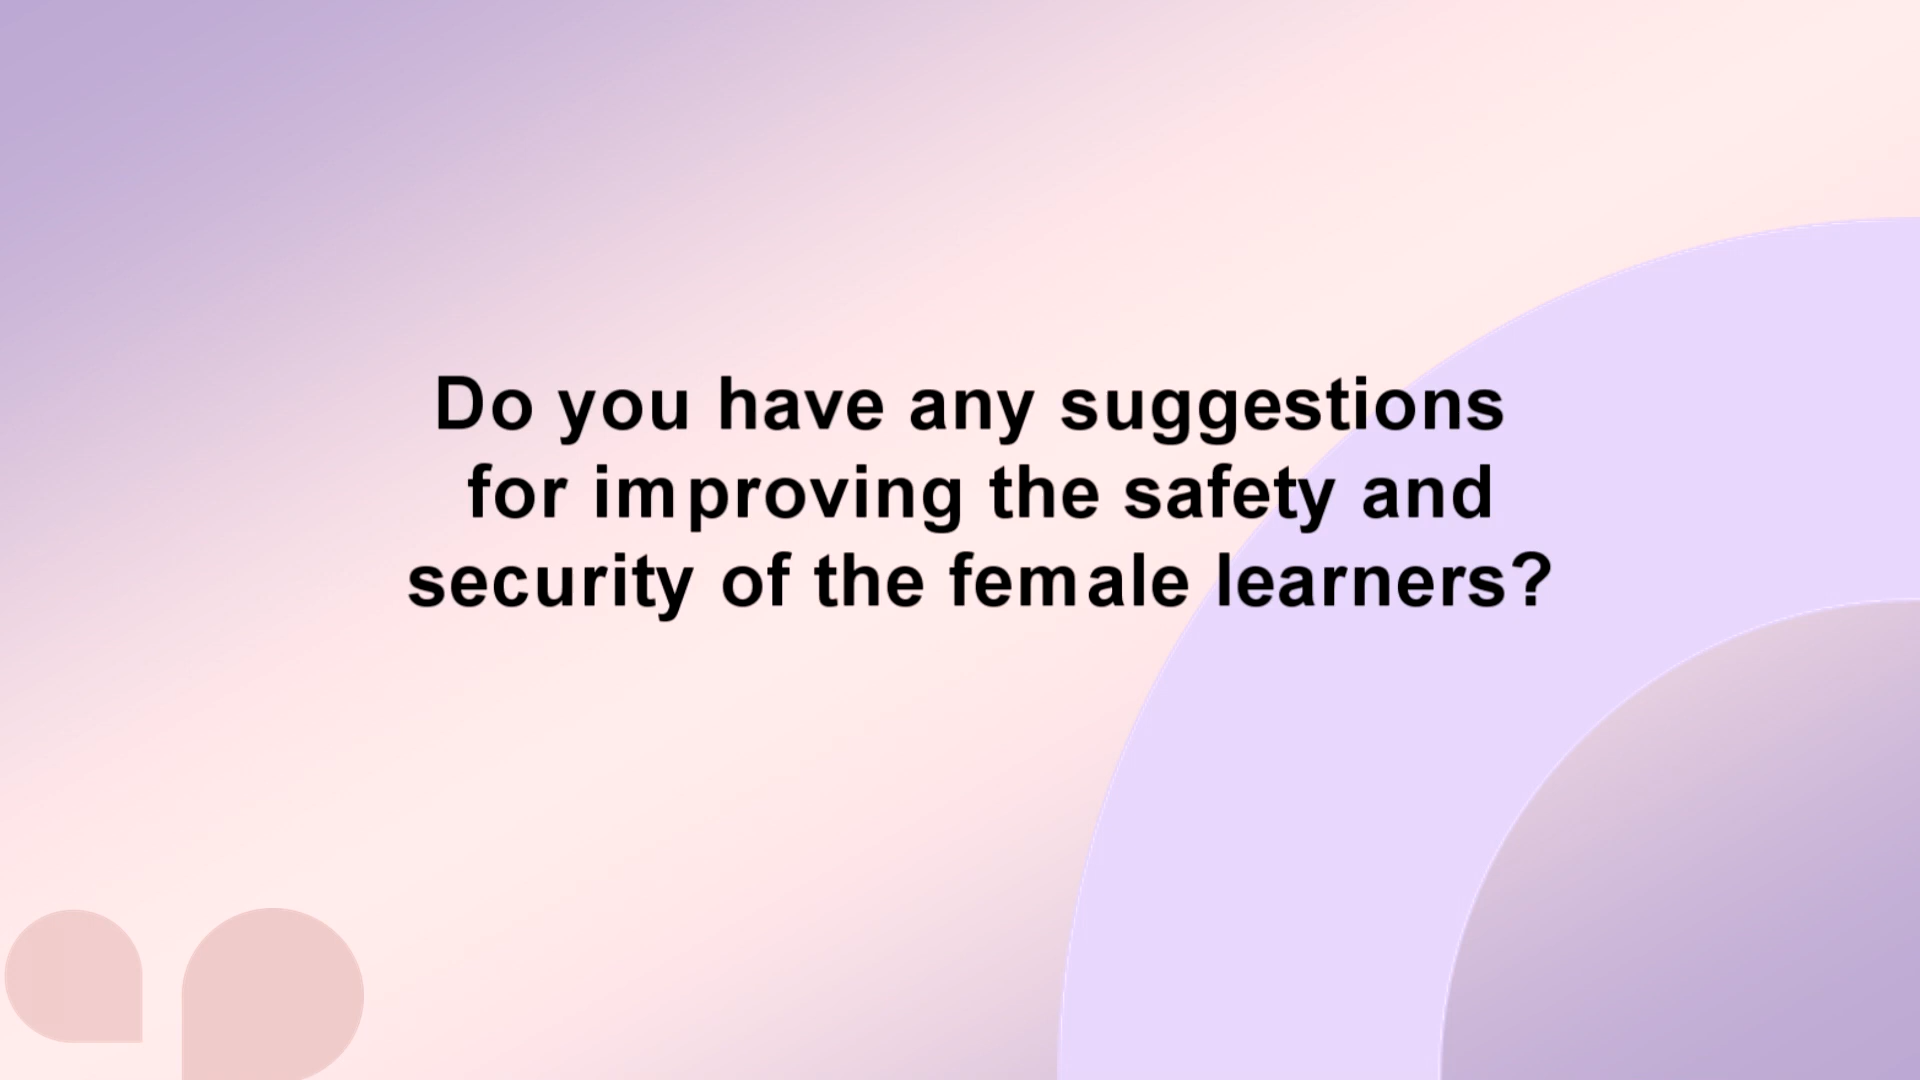 Do you have any suggestions
for improving the safety and
security of the female learners?